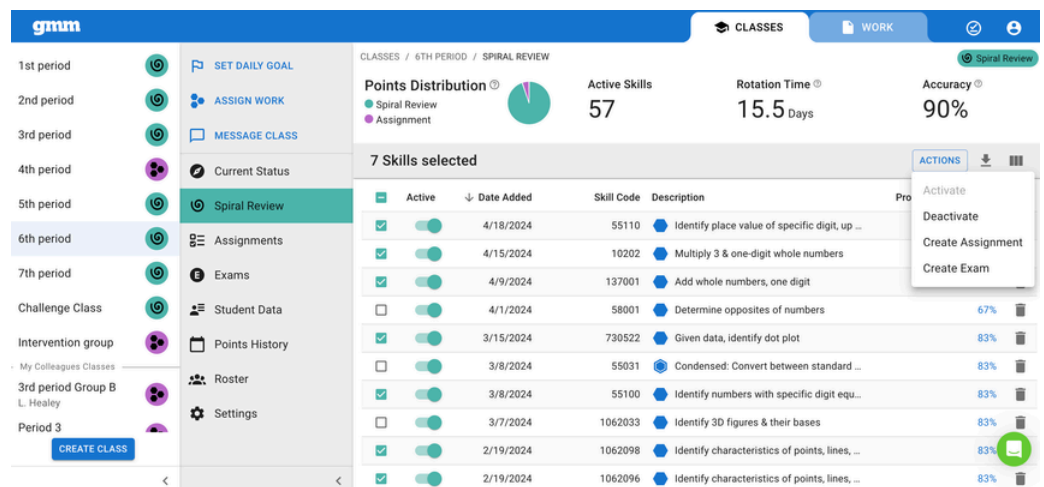 gmm
CLASSES
WORK
1st period
2nd period
3rd period
4th period
5th period
6th period
7th period
Challenge Class
Intervention group
My Colleagues Classes
3rd period Group B
L. Healey
Period 3
CREATE CLASS
SET DAILY GOAL
ASSIGN WORK
MESSAGE CLASS
Current Status
Spiral Review
Assignments
E Exams
Student Data
Points History
Roster
Settings
CLASSES / 6TH PERIOD / SPIRAL REVIEW
Spiral Review
Points Distribution
Spiral Review
Assignment
Active Skills
57
Rotation Time
15.5 Days
Accuracy
90%
7 Skills selected
ACTIONS
Activate
Deactivate
Create Assignment
Create Exam
Active Date Added Skill Code Description Pro
4/18/2024 55110 Identify place value of specific digit, up ...
4/15/2024 10202 Multiply 3 & one-digit whole numbers
4/9/2024 137001 Add whole numbers, one digit
4/1/2024 58001 Determine opposites of numbers 67%
3/15/2024 730522 Given data, identify dot plot 83%
3/8/2024 55031 Condensed: Convert between standard ... 83%
3/8/2024 55100 Identify numbers with specific digit equ... 83%
3/7/2024 1062033 Identify 3D figures & their bases 83%
2/19/2024 1062098 Identify characteristics of points, lines, ... 83%
2/19/2024 1062096 Identify characteristics of points, lines, ... 83%